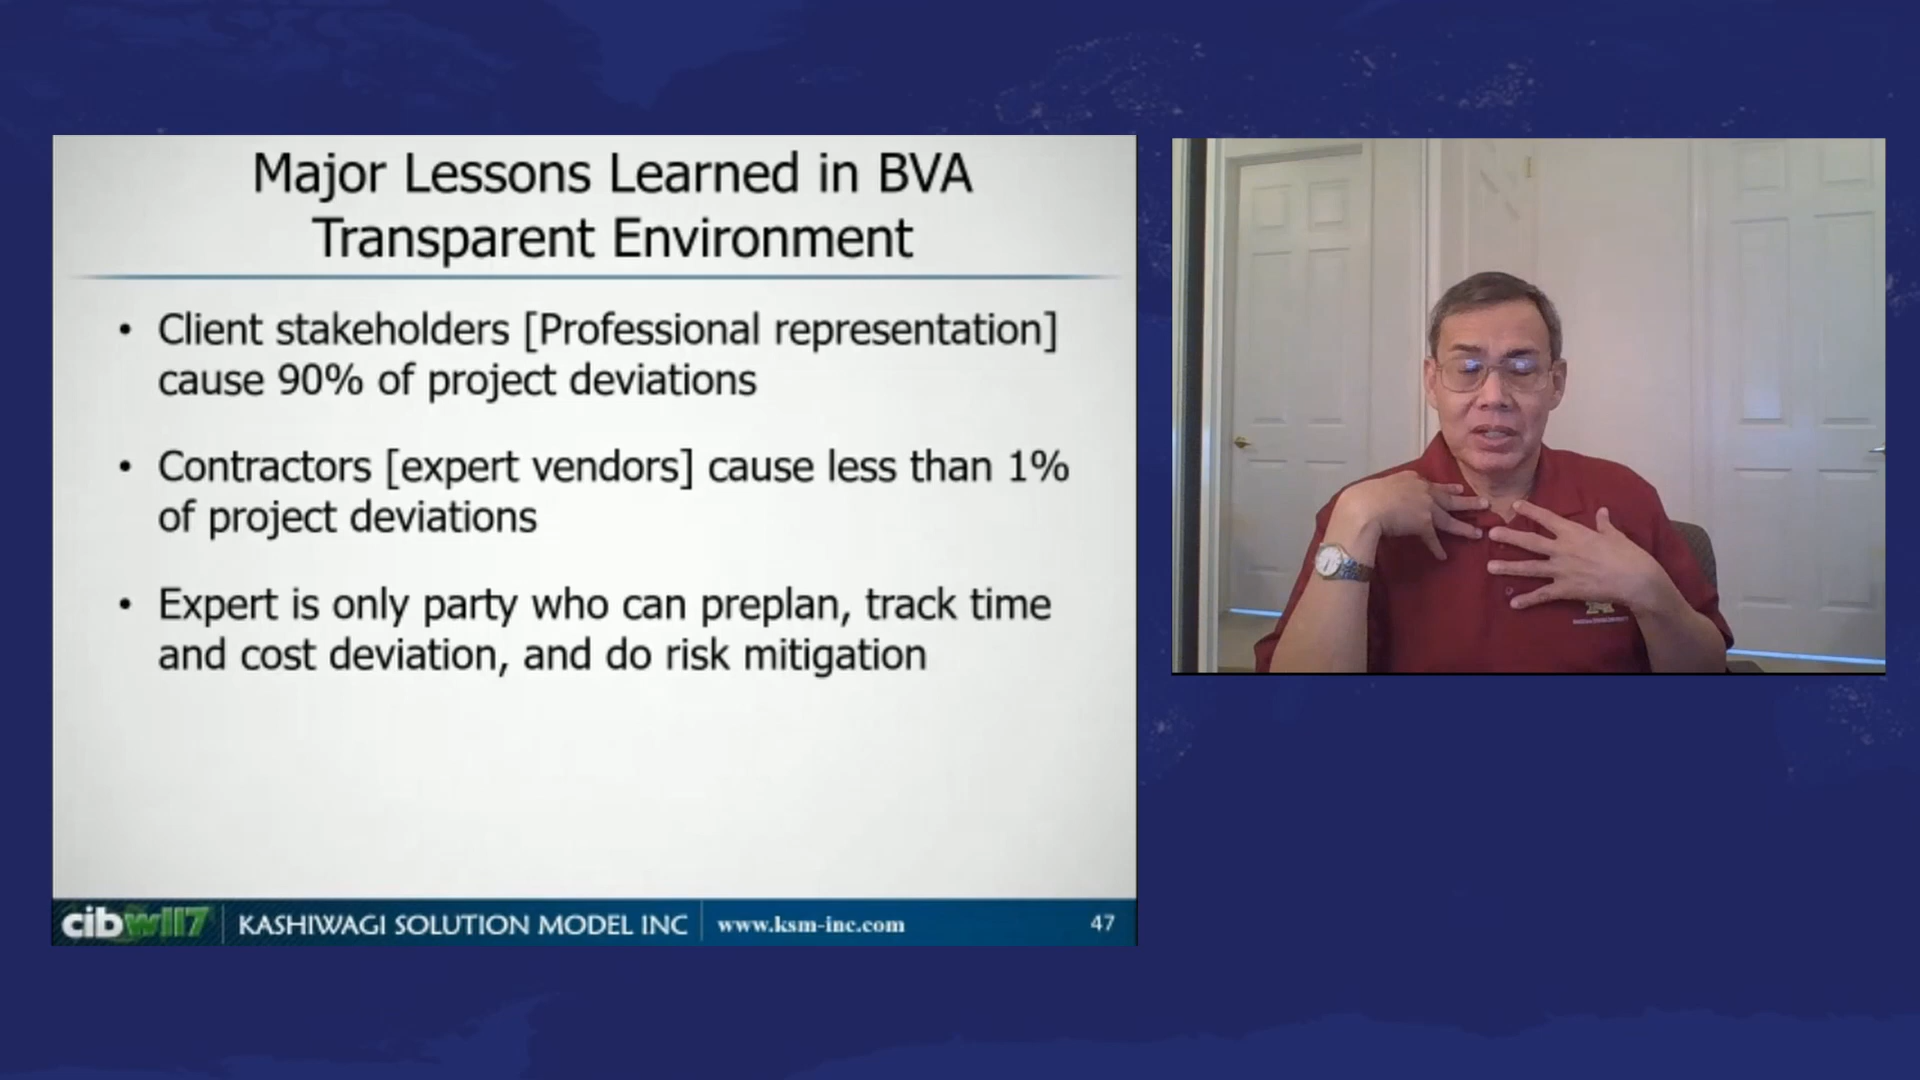 Major Lessons Learned in BVA
Transparent Environment
• Client stakeholders [Professional representation]
cause 90% of project deviations
• Contractors [expert vendors] cause less than 1%
of project deviations
• Expert is only party who can preplan, track time
and cost deviation, and do risk mitigation
cibw117 KASHIWAGI SOLUTION MODEL INC www.ksm-inc.com 47